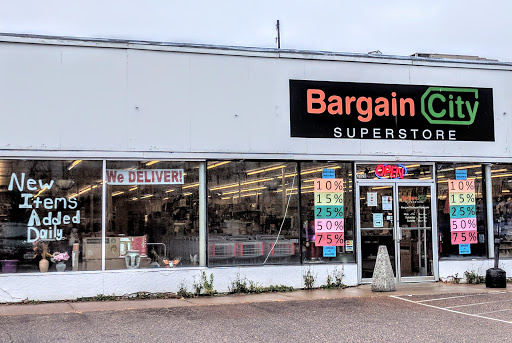 Bargain City
SUPERSTORE
We DELIVER!
OPEN
New
Items
Added
Daily
10%
15%
25%
50%
75%
10%
15%
25%
50%
75%